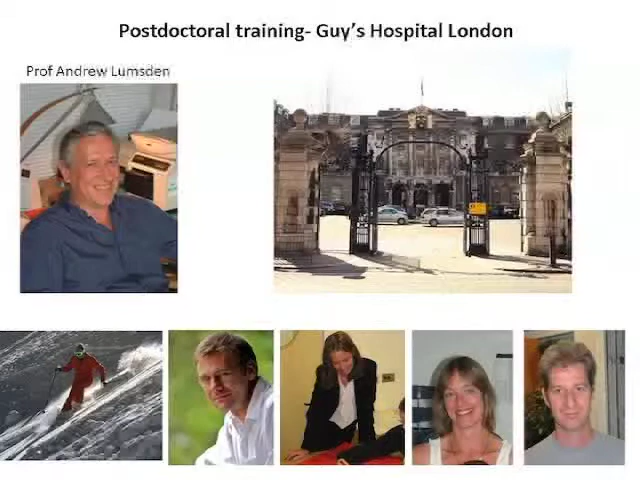 Postdoctoral training- Guy's Hospital London
Prof Andrew Lumsden